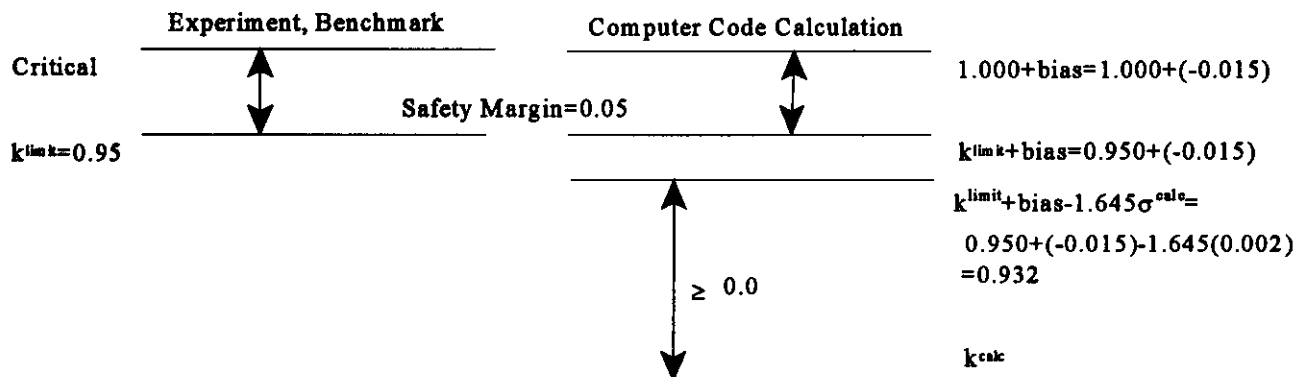 Experiment, Benchmark
Computer Code Calculation
Critical
1.000+bias=1.000+(-0.015)
Safety Margin=0.05
k^limit=0.95
k^limit+bias=0.950+(-0.015)
k^limit+bias-1.645σ^calc=
0.950+(-0.015)-1.645(0.002)
=0.932
≥ 0.0
k^calc